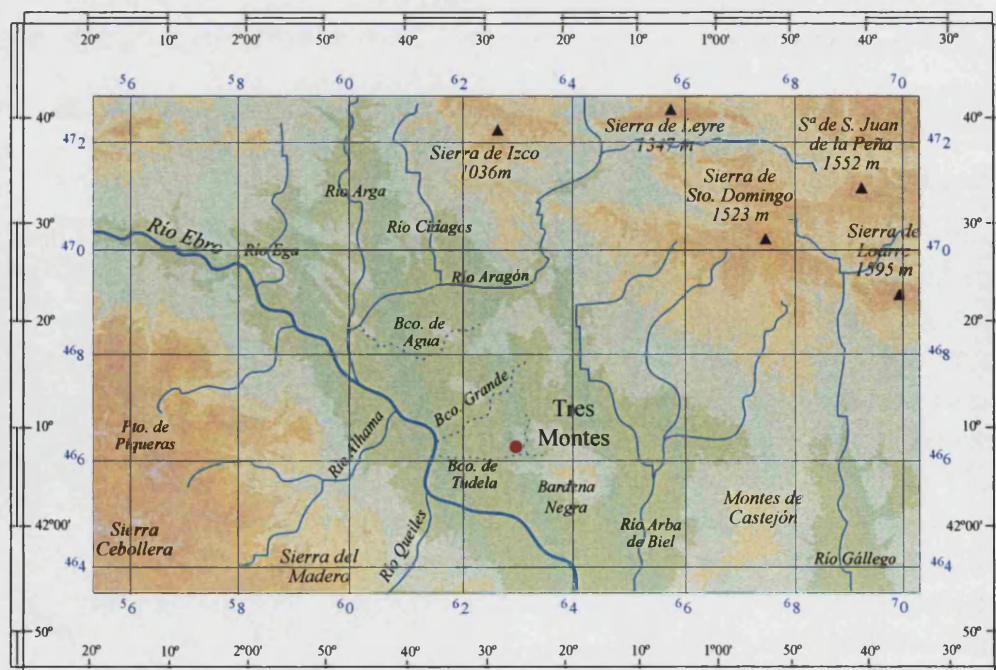 20° 10° 2°00' 50° 40° 30° 20° 10° 1°00' 50° 40° 30°
56 58 60 62 64 66 68 70
40° 40°
472 472
Sierra de Izco
1036m
Sierra de Leyre
1347 m
Sª de S. Juan
de la Peña
1552 m
Sierra de
Sto. Domingo
1523 m
Río Arga
Río Cidagos
Río Ebro
Río Ega
30° 30°
470 470
Sierra de
Loarre
1595 m
Río Aragón
20° 20°
Bco. de
Agua
468 468
Bco. Grande
Tres
Montes
10° 10°
Pto. de
Piqueras
Río Alhama
466 466
Bco. de
Tudela
Bardena
Negra
Montes de
Castejón
42°00' 42°00'
Sierra
Cebollera
Río Queiles
Río Arba
de Biel
Sierra del
Madero
Río Gállego
464 464
56 58 60 62 64 66 68 70
50° 50°
20° 10° 2°00' 50° 40° 30° 20° 10° 1°00' 50° 40° 30°